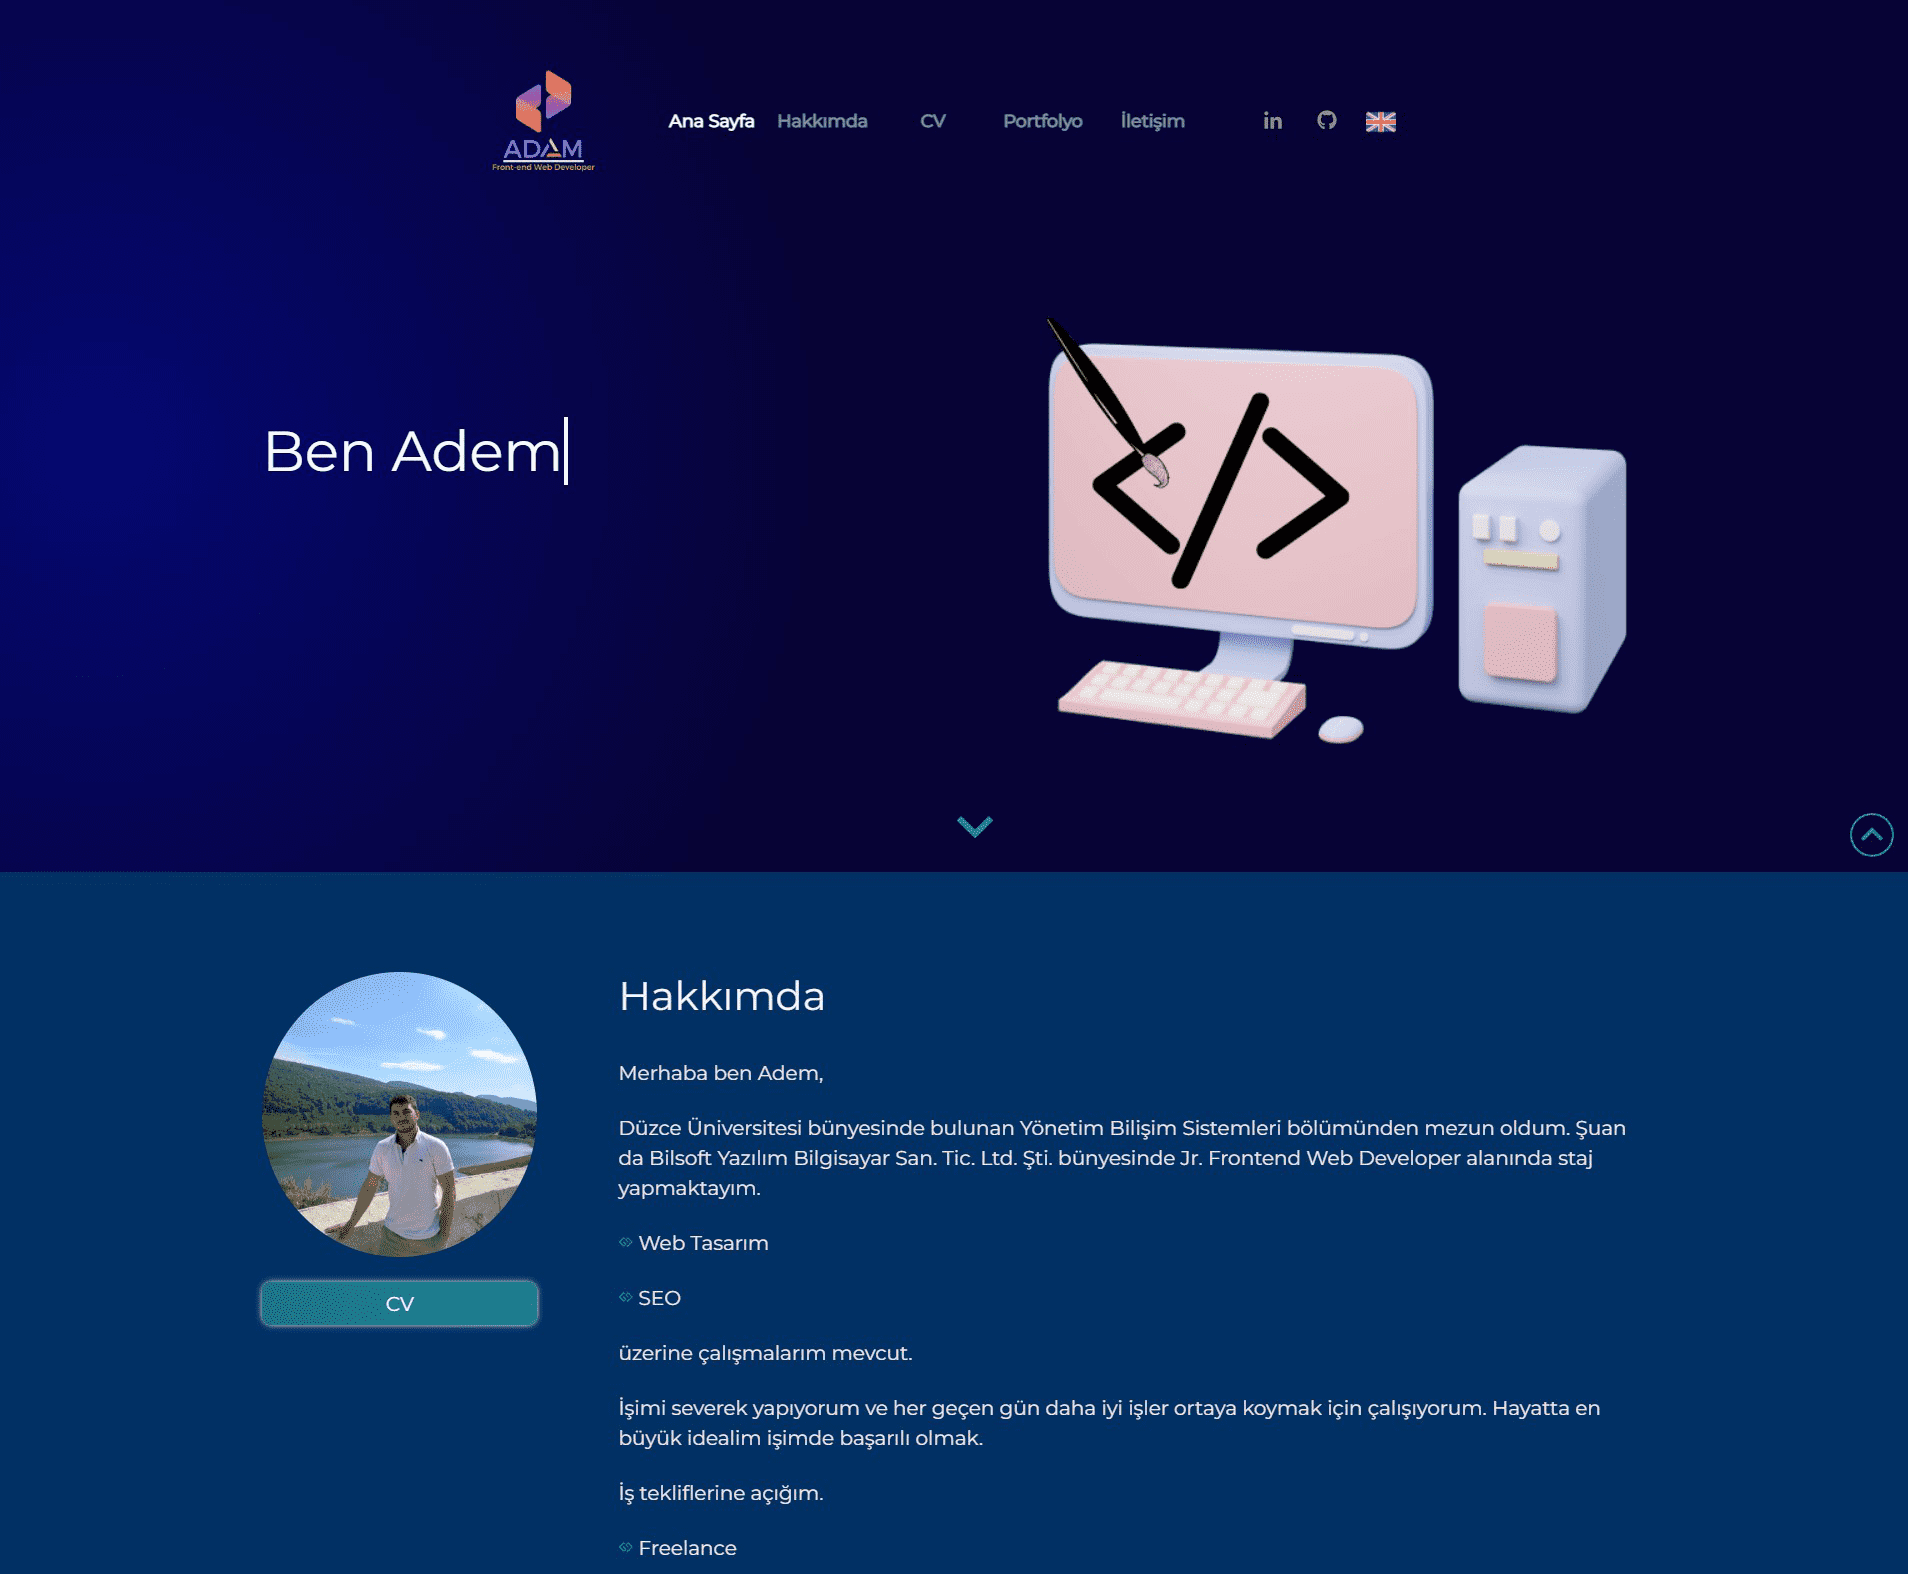 ADAM
Front-end Web Developer
Ana Sayfa Hakkımda CV Portfolyo İletişim in
Ben Adem
</>
Hakkımda
Merhaba ben Adem,
Düzce Üniversitesi bünyesinde bulunan Yönetim Bilişim Sistemleri bölümünden mezun oldum. Şuan
da Bilsoft Yazılım Bilgisayar San. Tic. Ltd. Şti. bünyesinde Jr. Frontend Web Developer alanında staj
yapmaktayım.
Web Tasarım
SEO
CV
üzerine çalışmalarım mevcut.
İşimi severek yapıyorum ve her geçen gün daha iyi işler ortaya koymak için çalışıyorum. Hayatta en
büyük idealim işimde başarılı olmak.
İş tekliflerine açığım.
Freelance